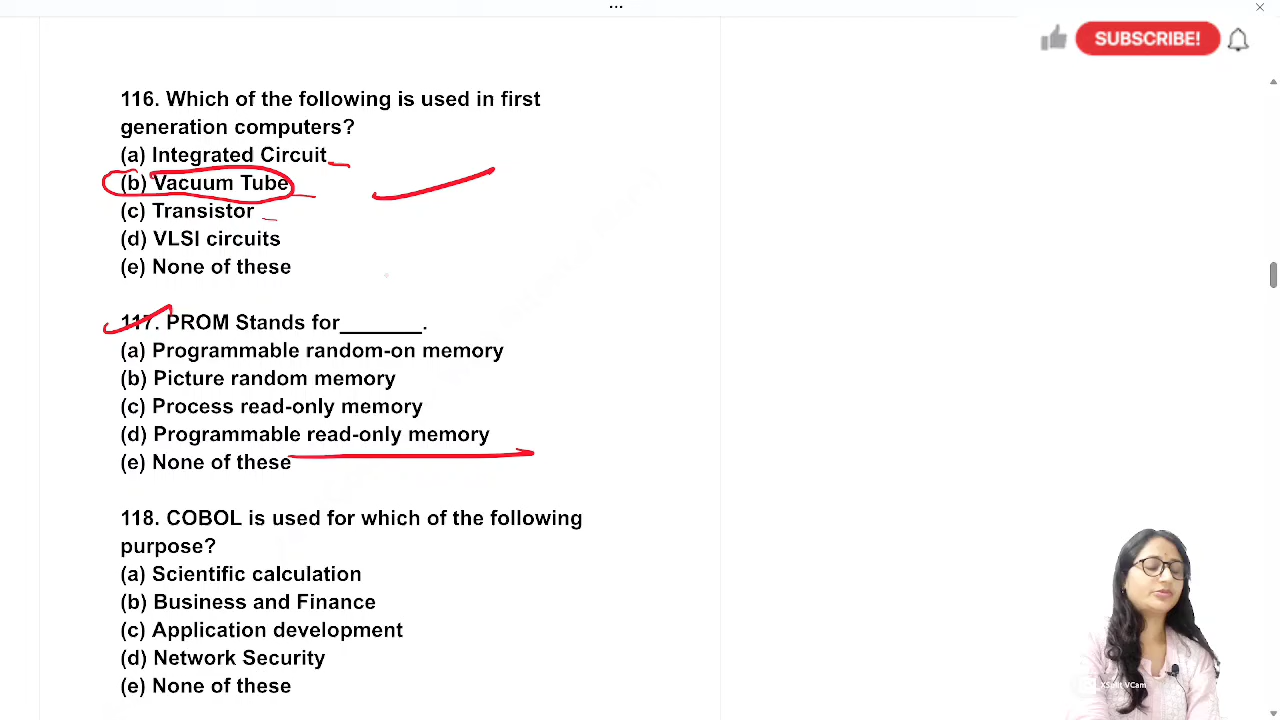 ...
SUBSCRIBE!
116. Which of the following is used in first
generation computers?
(a) Integrated Circuit
(b) Vacuum Tube
(c) Transistor
(d) VLSI circuits
(e) None of these
117. PROM Stands for_______.
(a) Programmable random-on memory
(b) Picture random memory
(c) Process read-only memory
(d) Programmable read-only memory
(e) None of these
118. COBOL is used for which of the following
purpose?
(a) Scientific calculation
(b) Business and Finance
(c) Application development
(d) Network Security
(e) None of these
XSplit VCam